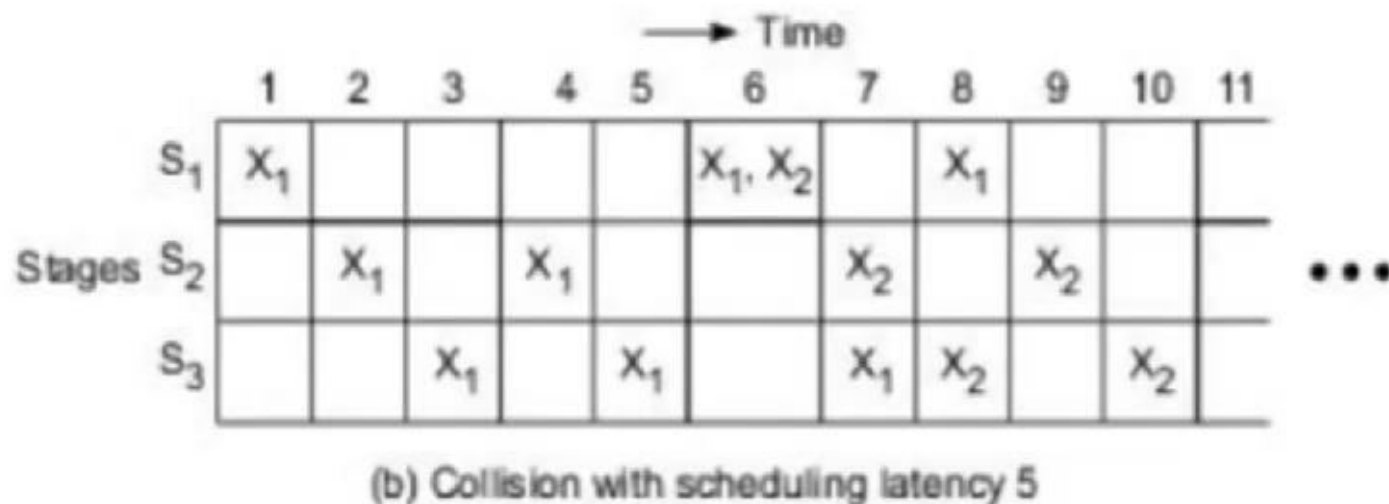 → Time
1 2 3 4 5 6 7 8 9 10 11
S₁ X₁ X₁, X₂ X₁
Stages S₂ X₁ X₁ X₂ X₂ •••
S₃ X₁ X₁ X₁ X₂ X₂
(b) Collision with scheduling latency 5